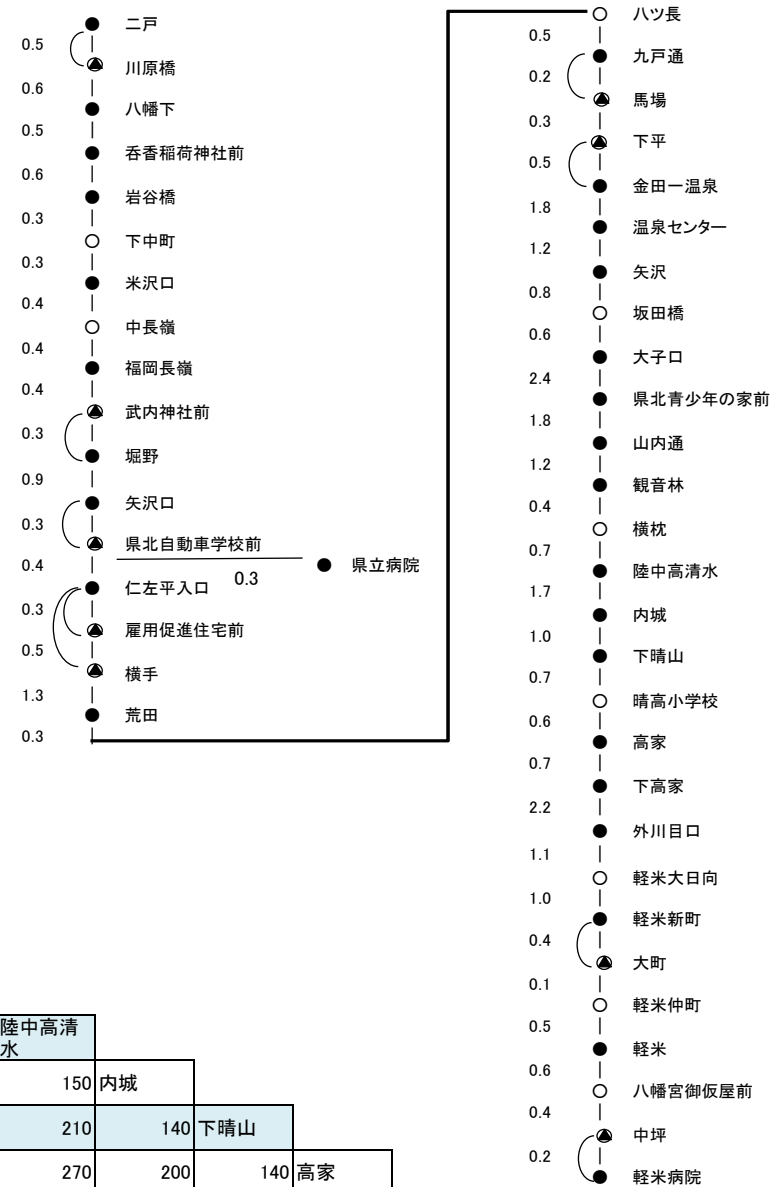 二戸
0.5
川原橋
0.6
八幡下
0.5
呑香稲荷神社前
0.6
岩谷橋
0.3
下中町
0.3
米沢口
0.4
中長嶺
0.4
福岡長嶺
0.4
武内神社前
0.3
堀野
0.9
矢沢口
0.3
県北自動車学校前
0.3 県立病院
0.4
仁左平入口
0.3
雇用促進住宅前
0.5
横手
1.3
荒田
0.3
八ツ長
0.5
九戸通
0.2
馬場
0.3
下平
0.5
金田一温泉
1.8
温泉センター
1.2
矢沢
0.8
坂田橋
0.6
大子口
2.4
県北青少年の家前
1.8
山内通
1.2
観音林
0.4
横枕
0.7
陸中高清水
1.7
内城
1.0
下晴山
0.7
晴高小学校
0.6
高家
0.7
下高家
2.2
外川目口
1.1
軽米大日向
1.0
軽米新町
0.4
大町
0.1
軽米仲町
0.5
軽米
0.6
八幡宮御仮屋前
0.4
中坪
0.2
軽米病院
陸中高清
水
150 内城
210 140 下晴山
270 200 140 高家